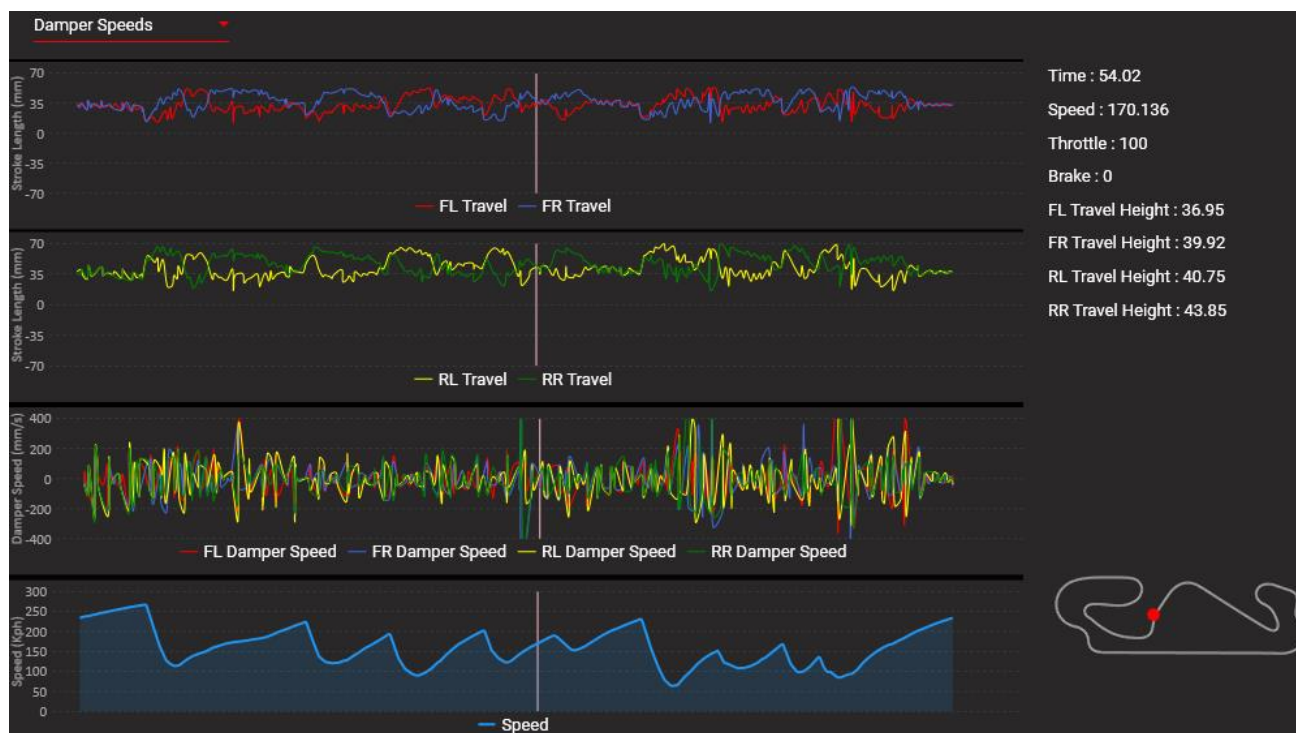 Damper Speeds
Stroke Length (mm)
70
35
0
-35
-70
FL Travel FR Travel
Stroke Length (mm)
70
35
0
-35
-70
RL Travel RR Travel
Damper Speed (mm/s)
400
200
0
-200
-400
FL Damper Speed FR Damper Speed RL Damper Speed RR Damper Speed
Speed (Kph)
300
250
200
150
100
50
0
Speed
Time : 54.02
Speed : 170.136
Throttle : 100
Brake : 0
FL Travel Height : 36.95
FR Travel Height : 39.92
RL Travel Height : 40.75
RR Travel Height : 43.85